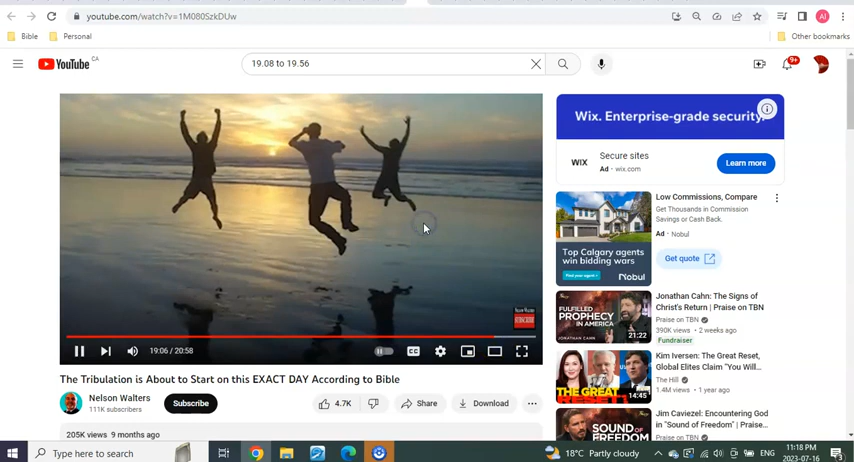 youtube.com/watch?v=1M080SzkDUw
AI
Bible
Personal
Other bookmarks
YouTube CA
19.08 to 19.56
9+
SUBSCRIBE
19:06 / 20:58
The Tribulation is About to Start on this EXACT DAY According to Bible
Nelson Walters
111K subscribers
Subscribe
4.7K
Share
Download
205K views 9 months ago
Wix. Enterprise-grade security.
WIX
Secure sites
Ad · wix.com
Learn more
Top Calgary agents
win bidding wars
Find your agent
Nobul
Low Commissions, Compare
Get Thousands in Commission
Savings or Cash Back.
Ad · Nobul
Get quote
FULFILLED
PROPHECY
IN AMERICA
21:22
Jonathan Cahn: The Signs of
Christ's Return | Praise on TBN
Praise on TBN
390K views · 2 weeks ago
Fundraiser
THE GREAT
RESET
14:45
Kim Iversen: The Great Reset,
Global Elites Claim "You Will...
The Hill
1.4M views · 1 year ago
SOUND OF
FREEDOM
Jim Caviezel: Encountering God
in "Sound of Freedom" | Praise...
Praise on TBN
Type here to search
18°C Partly cloudy
ENG
11:18 PM
2023-07-16
3